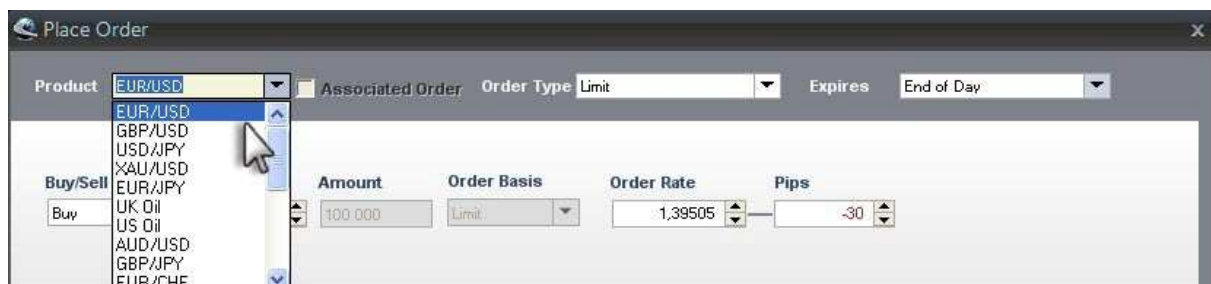 Place Order
x
Product EUR/USD Associated Order Order Type Limit Expires End of Day
EUR/USD
GBP/USD
USD/JPY
XAU/USD
EUR/JPY
UK Oil
US Oil
AUD/USD
GBP/JPY
EUR/CHF
Buy/Sell Amount Order Basis Order Rate Pips
Buy 100 000 Limit 1,39505 -30